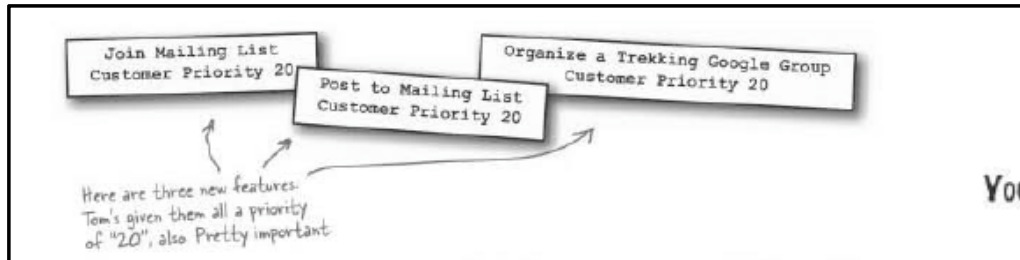 Join Mailing List
Customer Priority 20
Post to Mailing List
Customer Priority 20
Organize a Trekking Google Group
Customer Priority 20
Here are three new features.
Tom's given them all a priority
of "20", also Pretty important